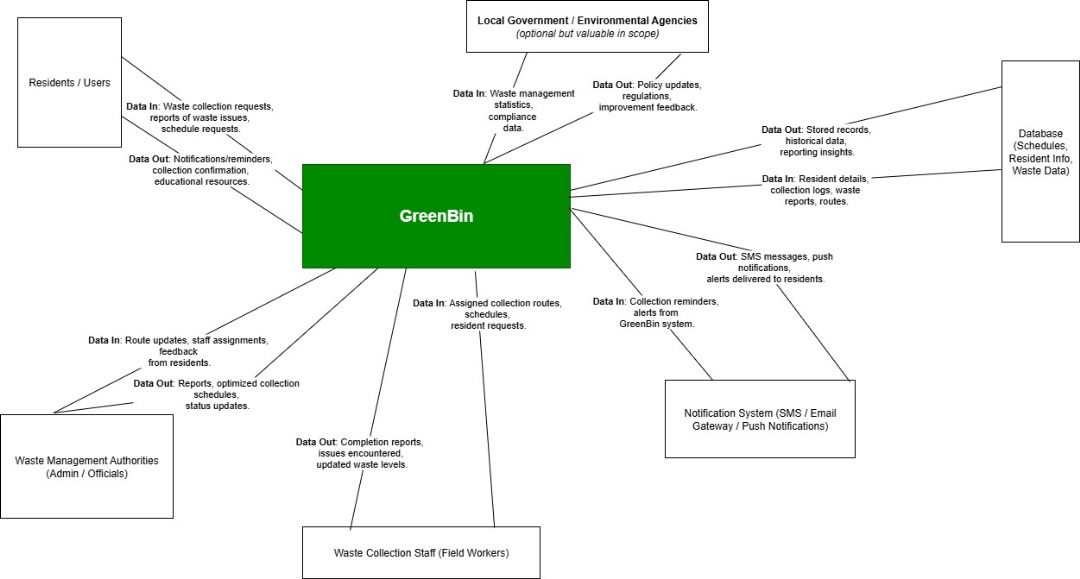 Local Government / Environmental Agencies
(optional but valuable in scope)
Residents / Users
Data In: Waste collection requests,
reports of waste issues,
schedule requests.
Data Out: Notifications/reminders,
collection confirmation,
educational resources.
Data In: Waste management
statistics,
compliance
data.
Data Out: Policy updates,
regulations,
improvement feedback.
Data Out: Stored records,
historical data,
reporting insights.
Data In: Resident details,
collection logs, waste
reports, routes.
Database
(Schedules,
Resident Info,
Waste Data)
GreenBin
Data Out: SMS messages, push
notifications,
alerts delivered to residents.
Data In: Collection reminders,
alerts from
GreenBin system.
Data In: Assigned collection routes,
schedules,
resident requests.
Data In: Route updates, staff assignments,
feedback
from residents.
Data Out: Reports, optimized collection
schedules,
status updates.
Notification System (SMS / Email
Gateway / Push Notifications)
Data Out: Completion reports,
issues encountered,
updated waste levels.
Waste Management Authorities
(Admin / Officials)
Waste Collection Staff (Field Workers)